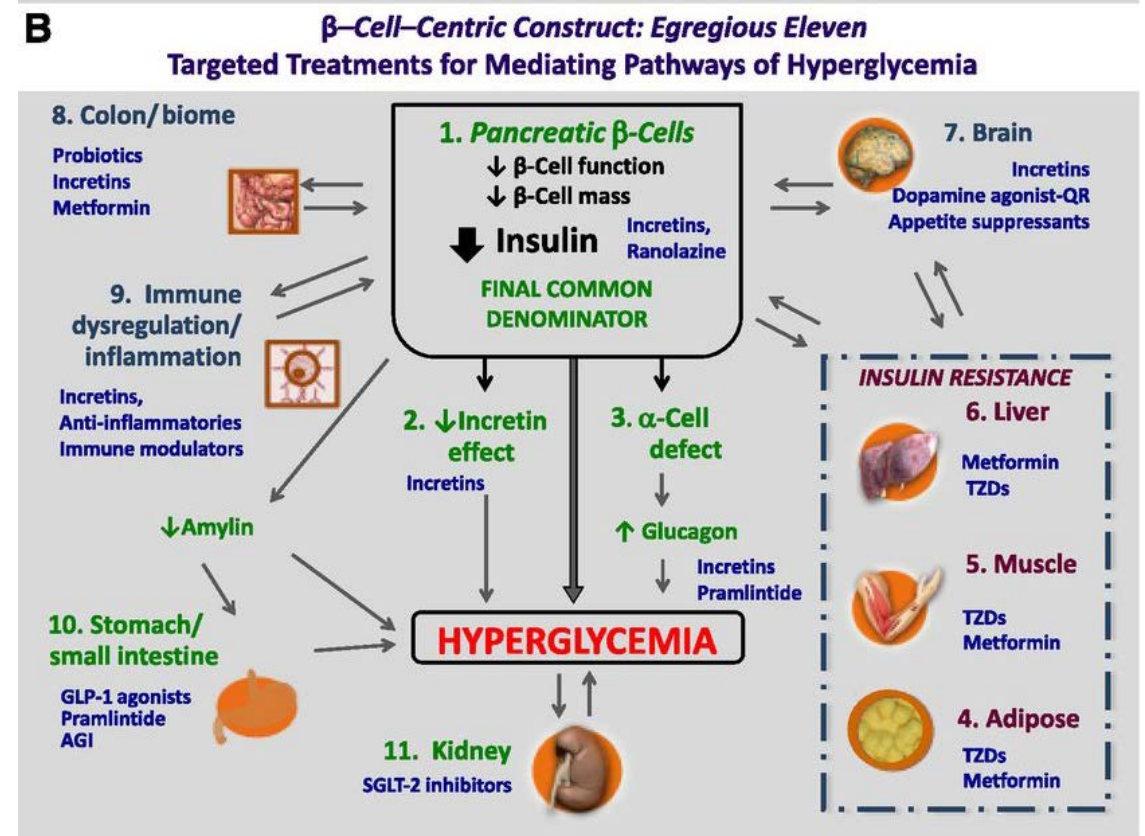 B
β–Cell–Centric Construct: Egregious Eleven
Targeted Treatments for Mediating Pathways of Hyperglycemia
8. Colon/biome
Probiotics
Incretins
Metformin
1. Pancreatic β-Cells
↓ β-Cell function
↓ β-Cell mass
↓ Insulin
Incretins,
Ranolazine
FINAL COMMON
DENOMINATOR
7. Brain
Incretins
Dopamine agonist-QR
Appetite suppressants
9. Immune
dysregulation/
inflammation
Incretins,
Anti-inflammatories
Immune modulators
2. ↓Incretin
effect
Incretins
3. α-Cell
defect
↑ Glucagon
Incretins
Pramlintide
INSULIN RESISTANCE
6. Liver
Metformin
TZDs
5. Muscle
TZDs
Metformin
4. Adipose
TZDs
Metformin
↓Amylin
10. Stomach/
small intestine
GLP-1 agonists
Pramlintide
AGI
HYPERGLYCEMIA
11. Kidney
SGLT-2 inhibitors